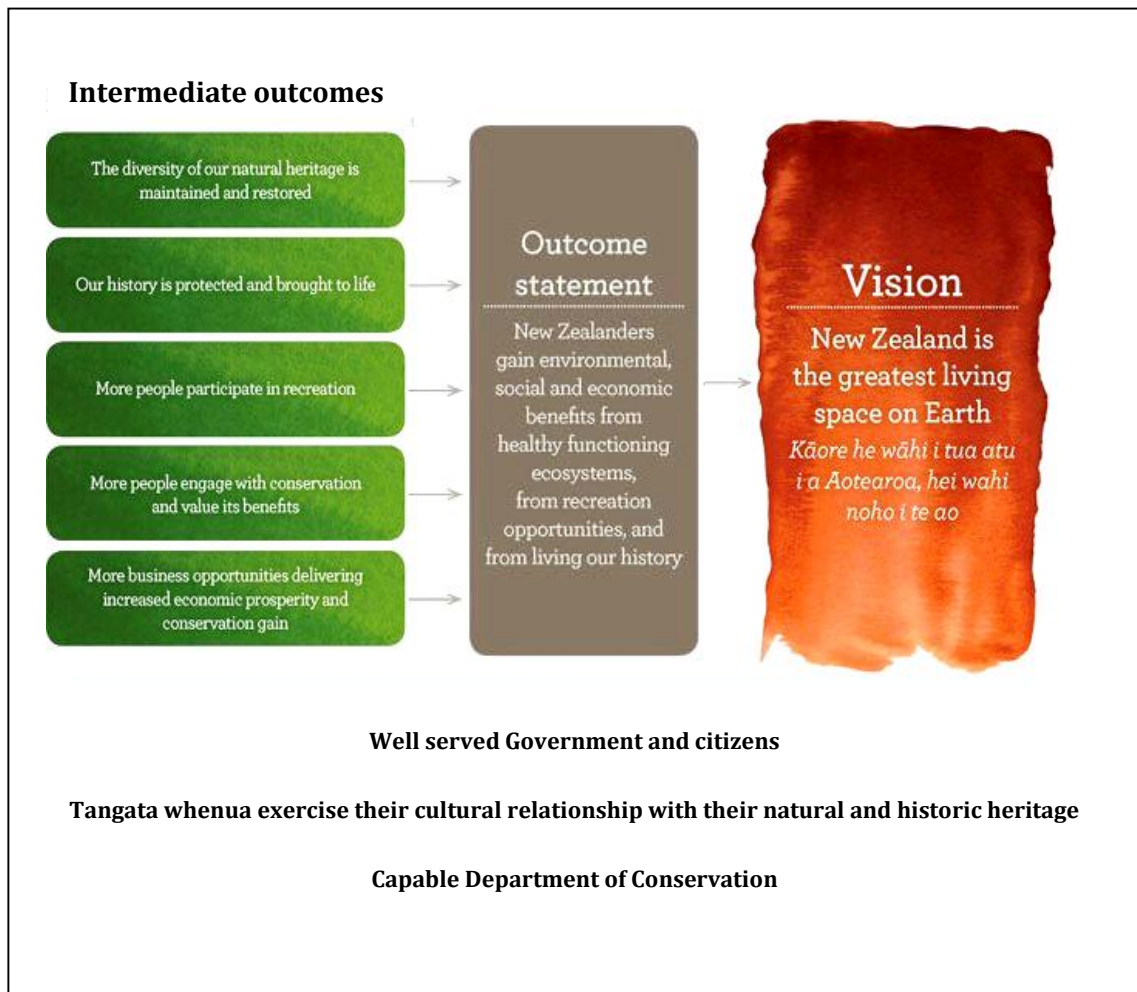 Intermediate outcomes
The diversity of our natural heritage is
maintained and restored
Our history is protected and brought to life
More people participate in recreation
More people engage with conservation
and value its benefits
More business opportunities delivering
increased economic prosperity and
conservation gain
Outcome
statement
New Zealanders
gain environmental,
social and economic
benefits from
healthy functioning
ecosystems,
from recreation
opportunities, and
from living our history
Vision
New Zealand is
the greatest living
space on Earth
Kāore he wāhi i tua atu
i a Aotearoa, hei wahi
noho i te ao
Well served Government and citizens
Tangata whenua exercise their cultural relationship with their natural and historic heritage
Capable Department of Conservation